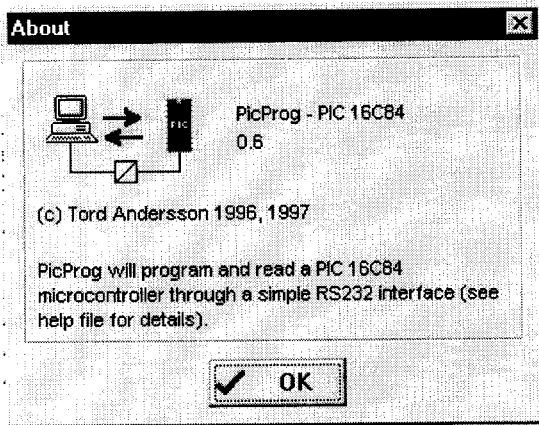 About
PIC
PicProg - PIC 16C84
0.6
(c) Tord Andersson 1996, 1997
PicProg will program and read a PIC 16C84
microcontroller through a simple RS232 interface (see
help file for details).
OK